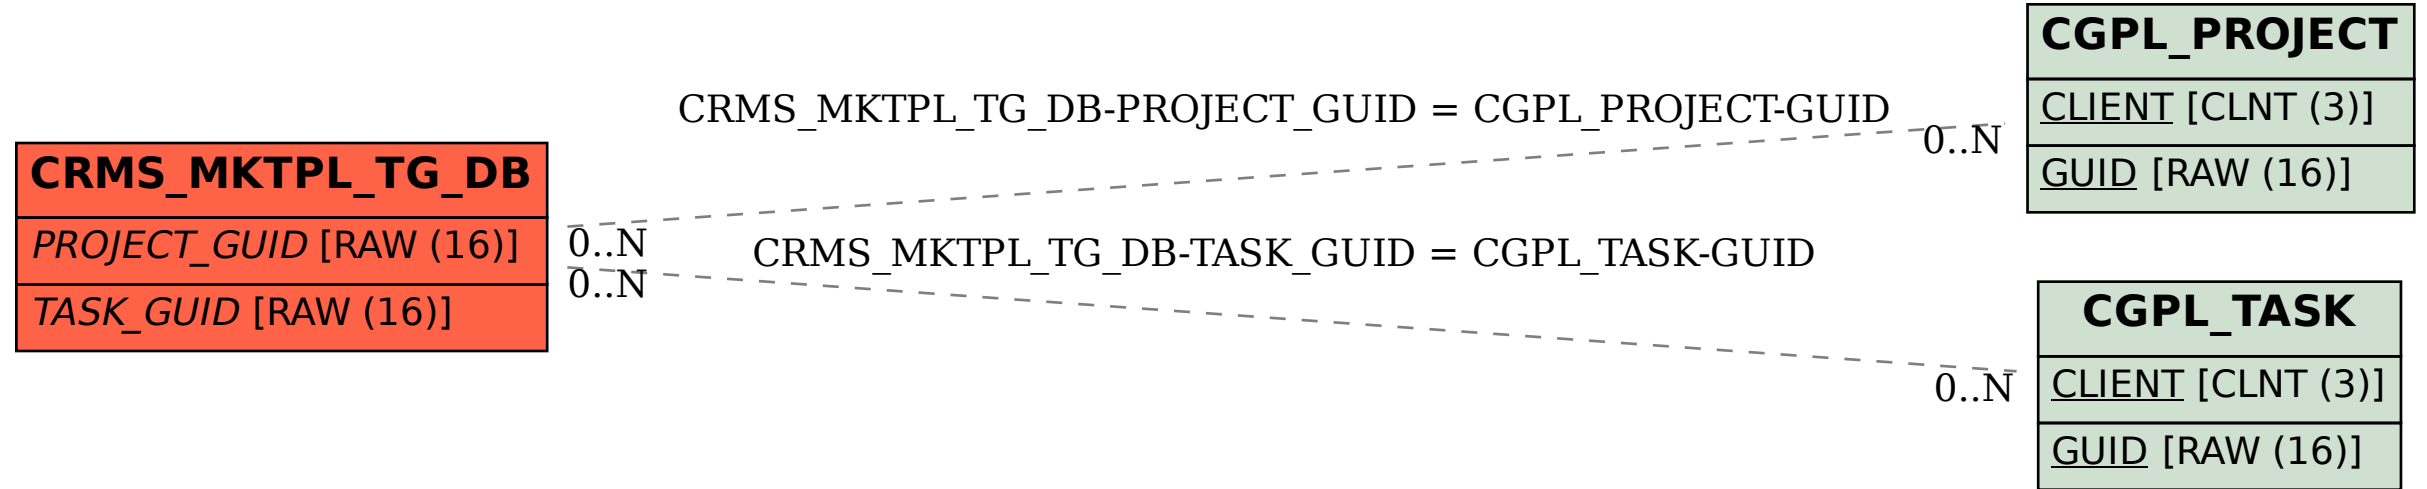 CRMS_MKTPL_TG_DB
PROJECT_GUID [RAW (16)]
TASK_GUID [RAW (16)]
CRMS_MKTPL_TG_DB-PROJECT_GUID = CGPL_PROJECT-GUID
0..N
0..N
CRMS_MKTPL_TG_DB-TASK_GUID = CGPL_TASK-GUID
0..N
0..N
CGPL_PROJECT
CLIENT [CLNT (3)]
GUID [RAW (16)]
CGPL_TASK
CLIENT [CLNT (3)]
GUID [RAW (16)]